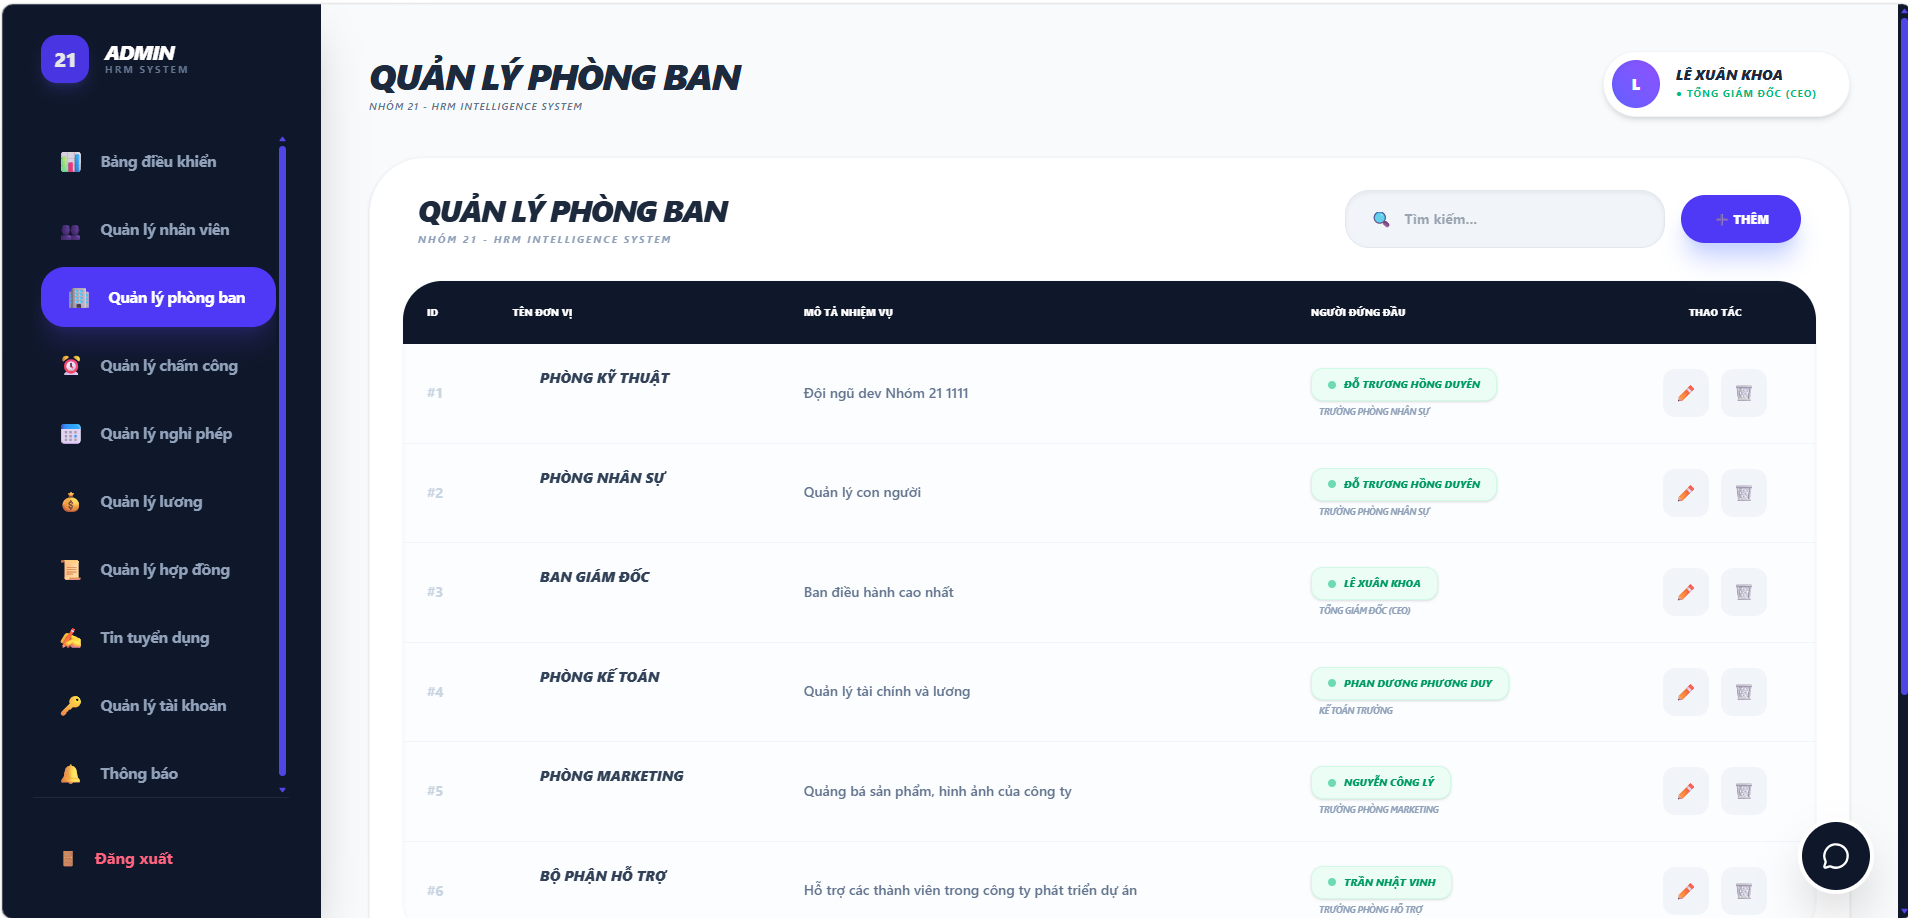 21
ADMIN
HRM SYSTEM
Bảng điều khiển
Quản lý nhân viên
Quản lý phòng ban
Quản lý chấm công
Quản lý nghỉ phép
Quản lý lương
Quản lý hợp đồng
Tin tuyển dụng
Quản lý tài khoản
Thông báo
Đăng xuất
QUẢN LÝ PHÒNG BAN
NHÓM 21 - HRM INTELLIGENCE SYSTEM
L
LÊ XUÂN KHOA
● TỔNG GIÁM ĐỐC (CEO)
QUẢN LÝ PHÒNG BAN
NHÓM 21 - HRM INTELLIGENCE SYSTEM
Tìm kiếm...
+ THÊM
ID TÊN ĐƠN VỊ MÔ TẢ NHIỆM VỤ NGƯỜI ĐỨNG ĐẦU THAO TÁC
#1 PHÒNG KỸ THUẬT Đội ngũ dev Nhóm 21 1111 ĐỖ TRƯƠNG HỒNG DUYÊN
TRƯỞNG PHÒNG NHÂN SỰ
#2 PHÒNG NHÂN SỰ Quản lý con người ĐỖ TRƯƠNG HỒNG DUYÊN
TRƯỞNG PHÒNG NHÂN SỰ
#3 BAN GIÁM ĐỐC Ban điều hành cao nhất LÊ XUÂN KHOA
TỔNG GIÁM ĐỐC (CEO)
#4 PHÒNG KẾ TOÁN Quản lý tài chính và lương PHAN DƯƠNG PHƯƠNG DUY
KẾ TOÁN TRƯỞNG
#5 PHÒNG MARKETING Quảng bá sản phẩm, hình ảnh của công ty NGUYỄN CÔNG LÝ
TRƯỞNG PHÒNG MARKETING
#6 BỘ PHẬN HỖ TRỢ Hỗ trợ các thành viên trong công ty phát triển dự án TRẦN NHẬT VINH
TRƯỞNG PHÒNG HỖ TRỢ